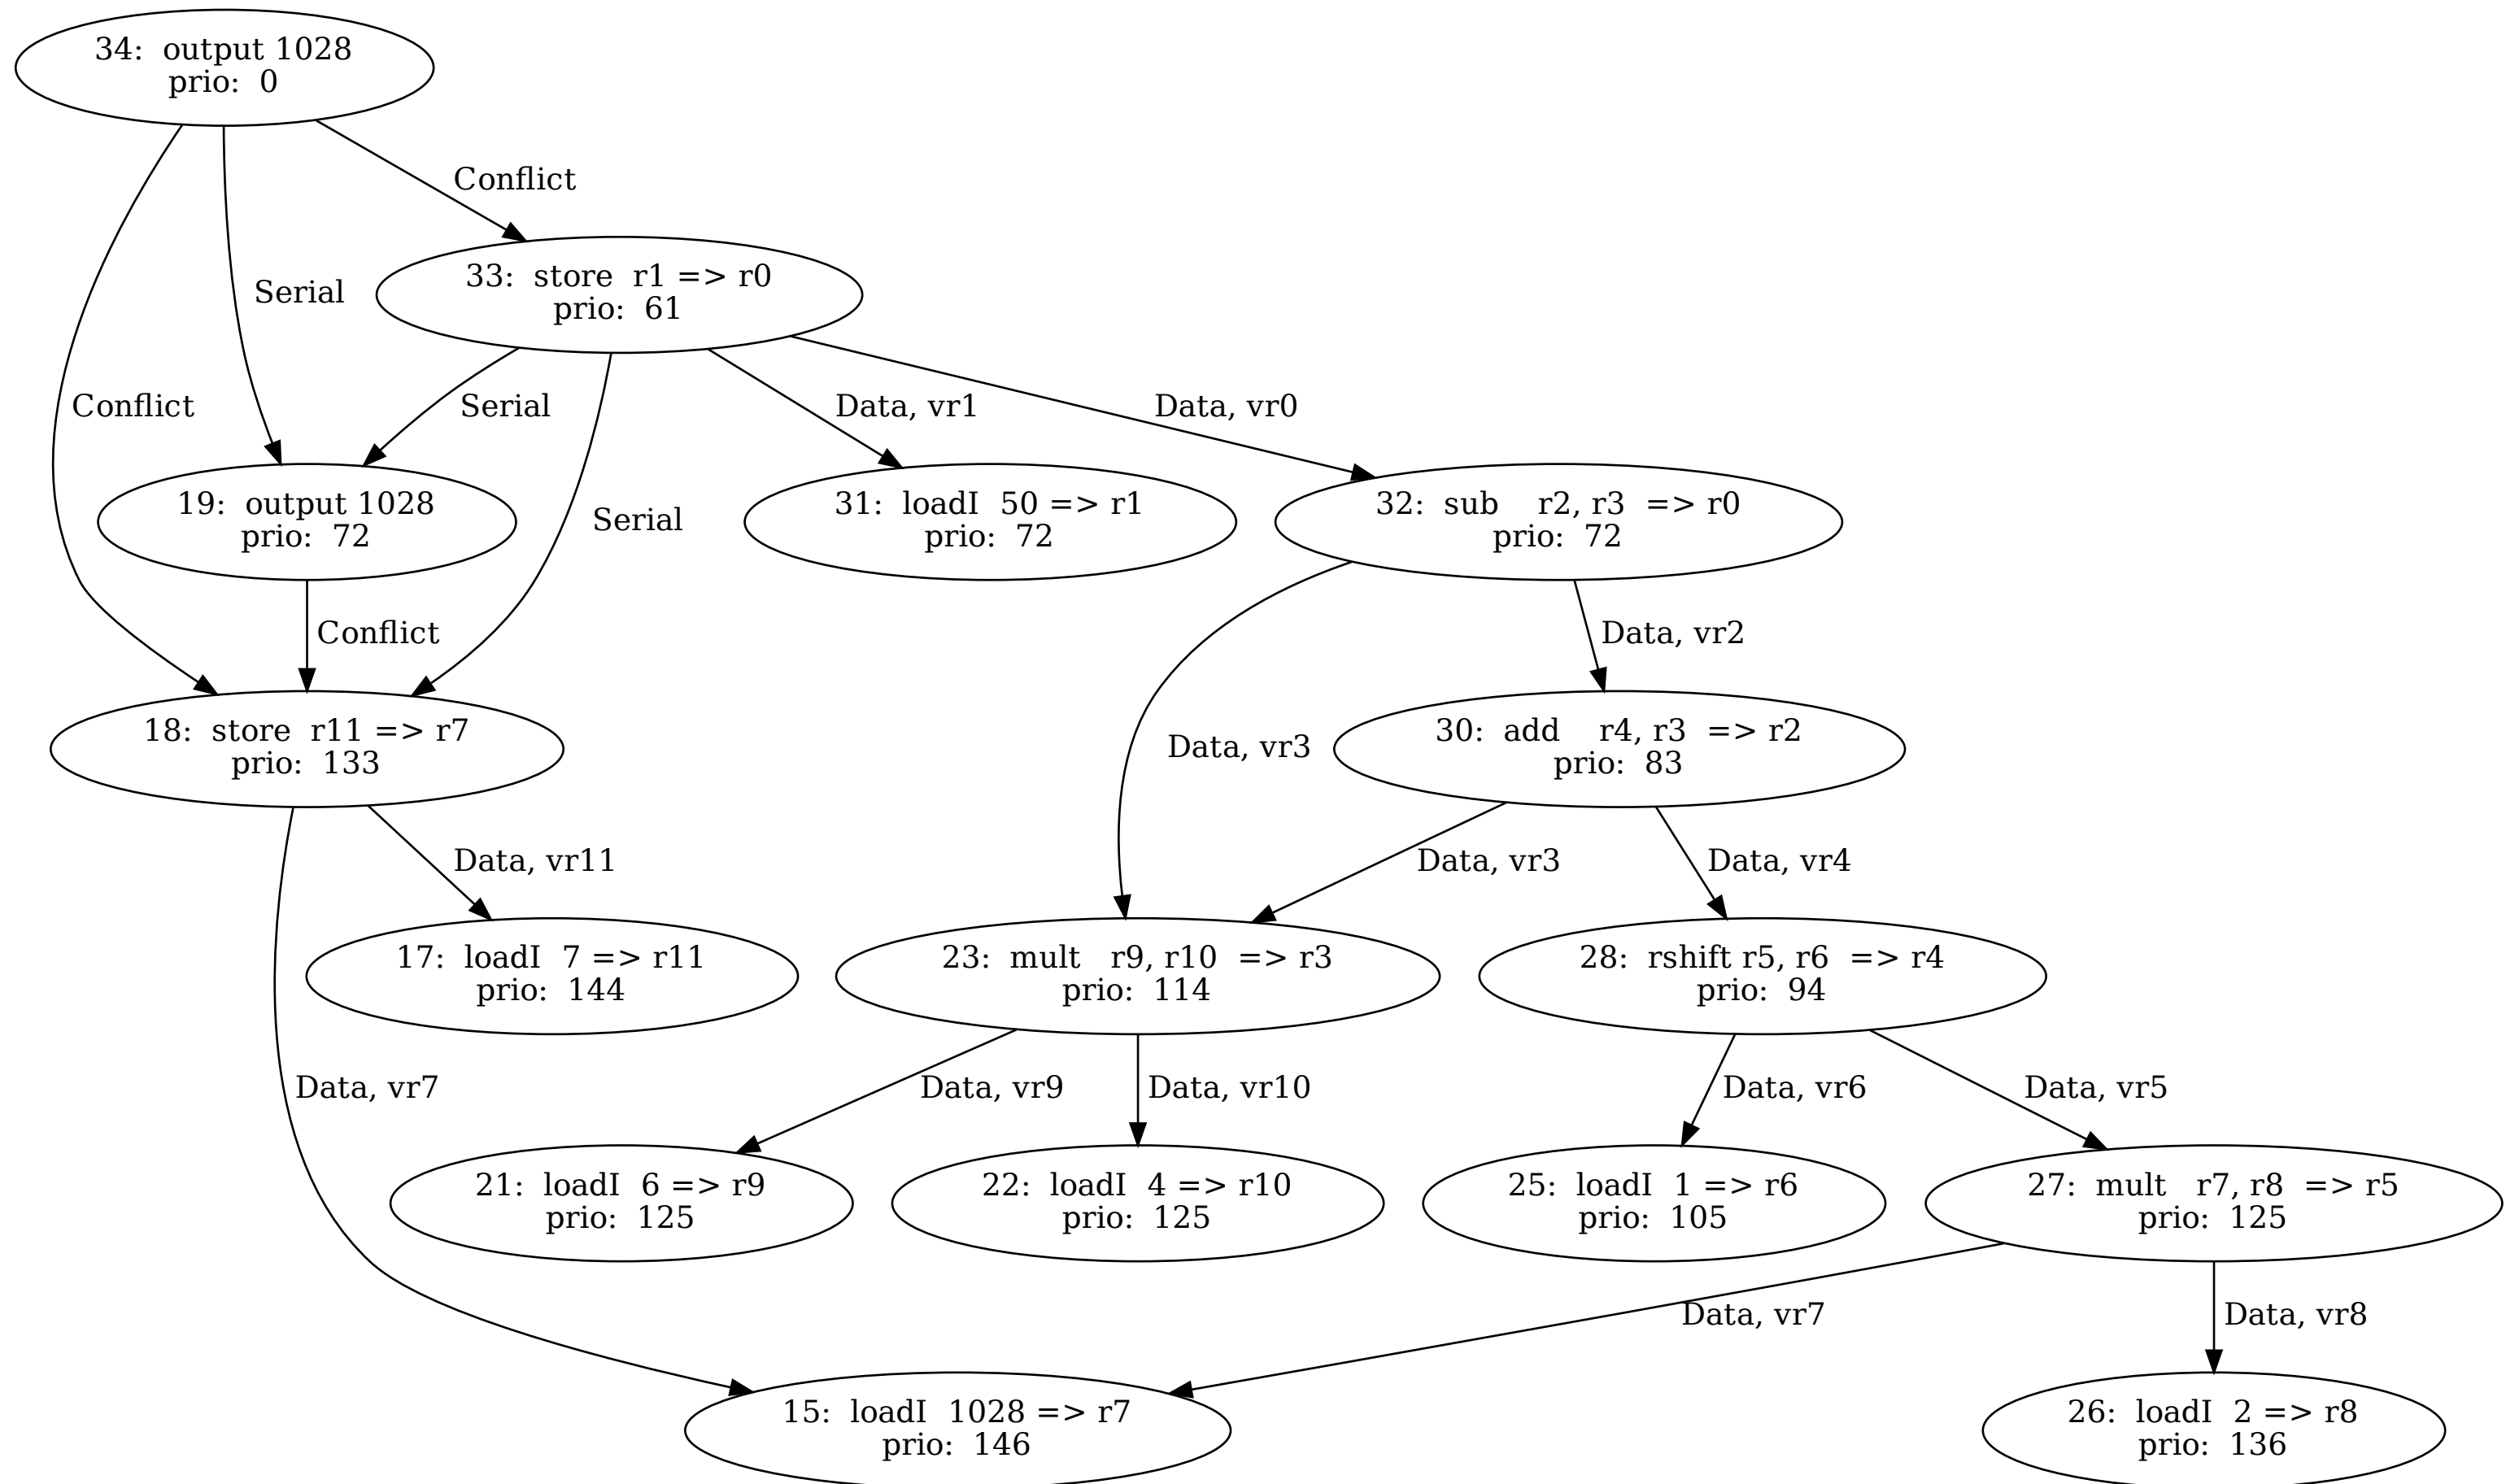 34:  output 1028
prio:  0
Conflict
Serial
33:  store  r1 => r0
prio:  61
Conflict
Serial
Data, vr1
Data, vr0
Serial
19:  output 1028
prio:  72
31:  loadI  50 => r1
prio:  72
32:  sub    r2, r3  => r0
prio:  72
Conflict
Data, vr2
18:  store  r11 => r7
prio:  133
Data, vr3
30:  add    r4, r3  => r2
prio:  83
Data, vr11
Data, vr3
Data, vr4
17:  loadI  7 => r11
prio:  144
23:  mult   r9, r10  => r3
prio:  114
28:  rshift r5, r6  => r4
prio:  94
Data, vr7
Data, vr9
Data, vr10
Data, vr6
Data, vr5
21:  loadI  6 => r9
prio:  125
22:  loadI  4 => r10
prio:  125
25:  loadI  1 => r6
prio:  105
27:  mult   r7, r8  => r5
prio:  125
Data, vr7
Data, vr8
15:  loadI  1028 => r7
prio:  146
26:  loadI  2 => r8
prio:  136